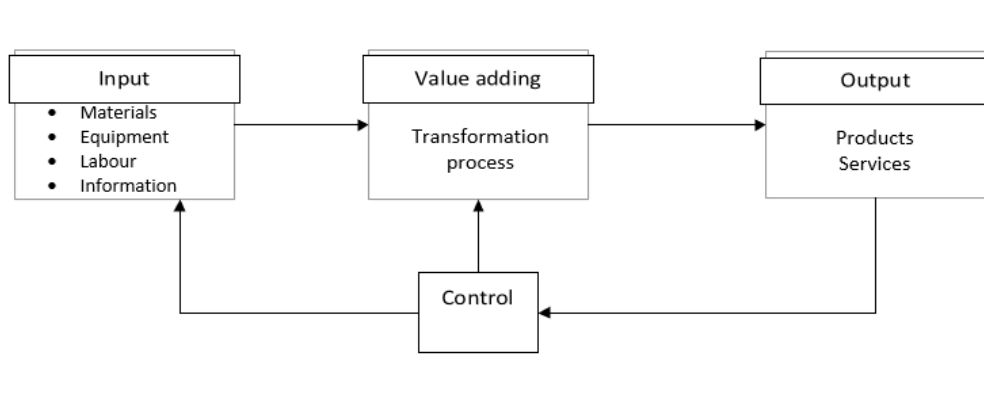 Input
• Materials
• Equipment
• Labour
• Information
Value adding
Transformation
process
Output
Products
Services
Control